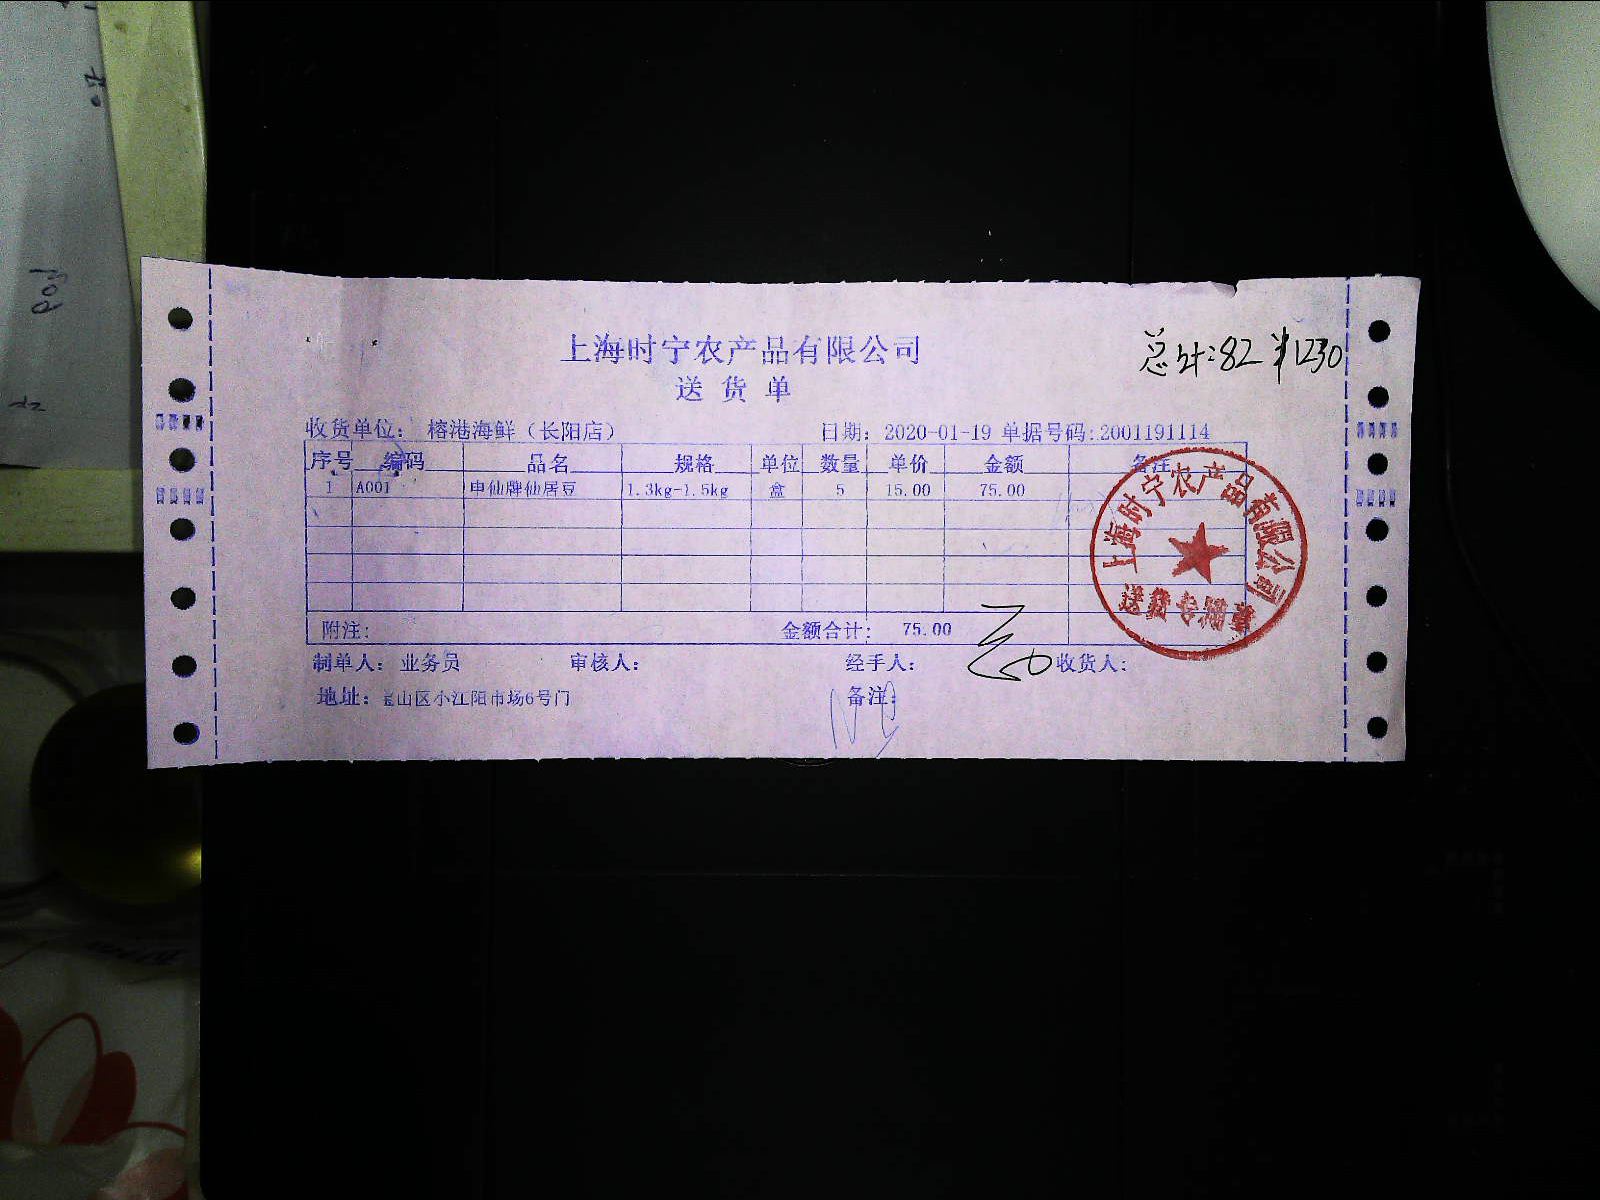 总计:82 ¥1230
上海时宁农产品有限公司
送货单
收货单位: 榕港海鲜（长阳店） 日期: 2020-01-19 单据号码:2001191114
序号 编码 品名 规格 单位 数量 单价 金额 备注
1 A001 申仙牌仙居豆 1.3kg-1.5kg 盒 5 15.00 75.00
上海时宁农产品有限公司
送货专用章
附注: 金额合计: 75.00
制单人: 业务员 审核人: 经手人: 收货人:
地址: 宝山区小江阳市场6号门 备注: